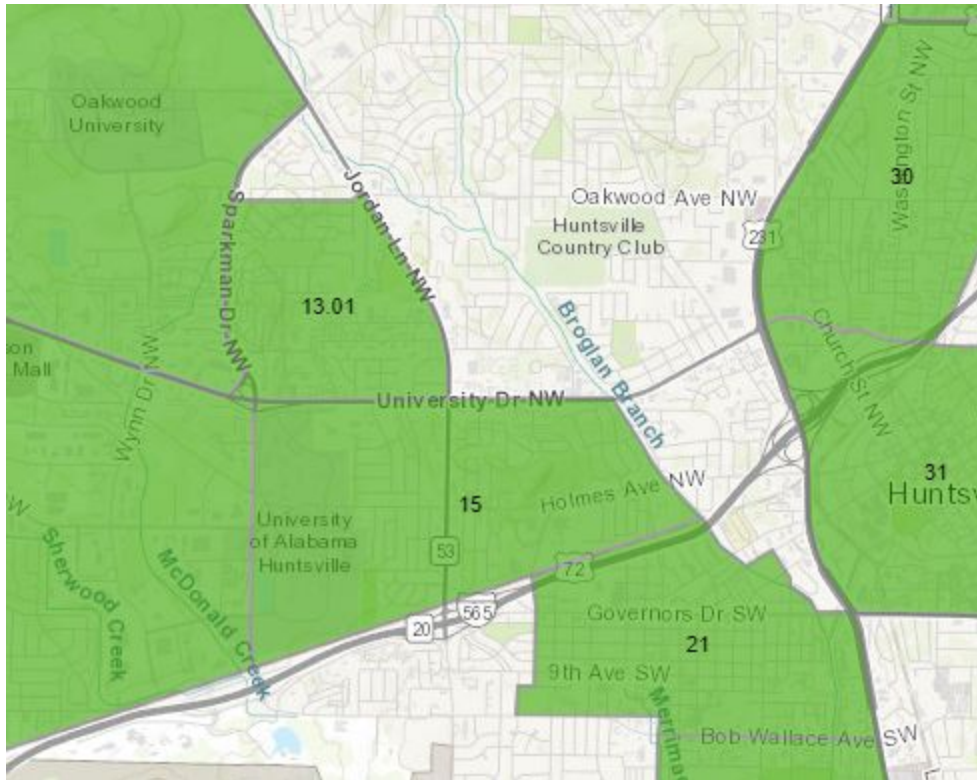 Oakwood
University
Washington St NW
30
Oakwood Ave NW
Huntsville
Country Club
231
Jordan-Ln-NW
Sparkman-Dr-NW
13.01
Broglan Branch
Church St NW
Mall
Wynn Dr NW
University-Dr-NW
31
Hunts
15
Holmes Ave NW
University
of Alabama
Huntsville
53
72
Sherwood Creek
McDonald Creek
565
20
Governors Dr SW
21
9th Ave SW
Bob Wallace Ave SW